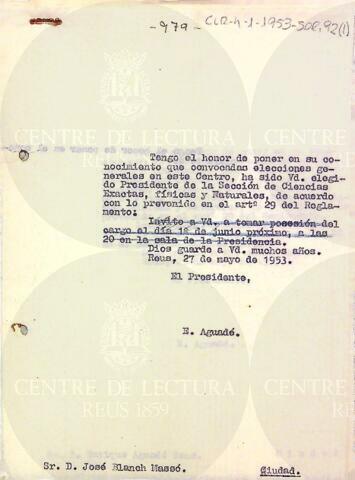 -979-
CLR-4-1-1953-SOR.92(1)
Tengo el honor de poner en su co-
nocimiento que convocadas elecciones ge-
nerales en este Centro, ha sido Vd. elegi-
do Presidente de la Sección de Ciencias
Exactas, físicas y Naturales, de acuerdo
con lo prevenido en el artº 29 del Regla-
mento:
Invito a Vd. a tomar posesión del
cargo el día 1º de junio próximo, a las
20 en la sala de la Presidencia.
Dios guarde a Vd. muchos años.
Reus, 27 de mayo de 1953.
El Presidente,
E. Aguadé.
E. Aguadé.
Sr. D. José Blanch Massó.
Ciudad.
CENTRE DE LECTURA
REUS 1859
CENTRE DE LECTURA
REUS 1859